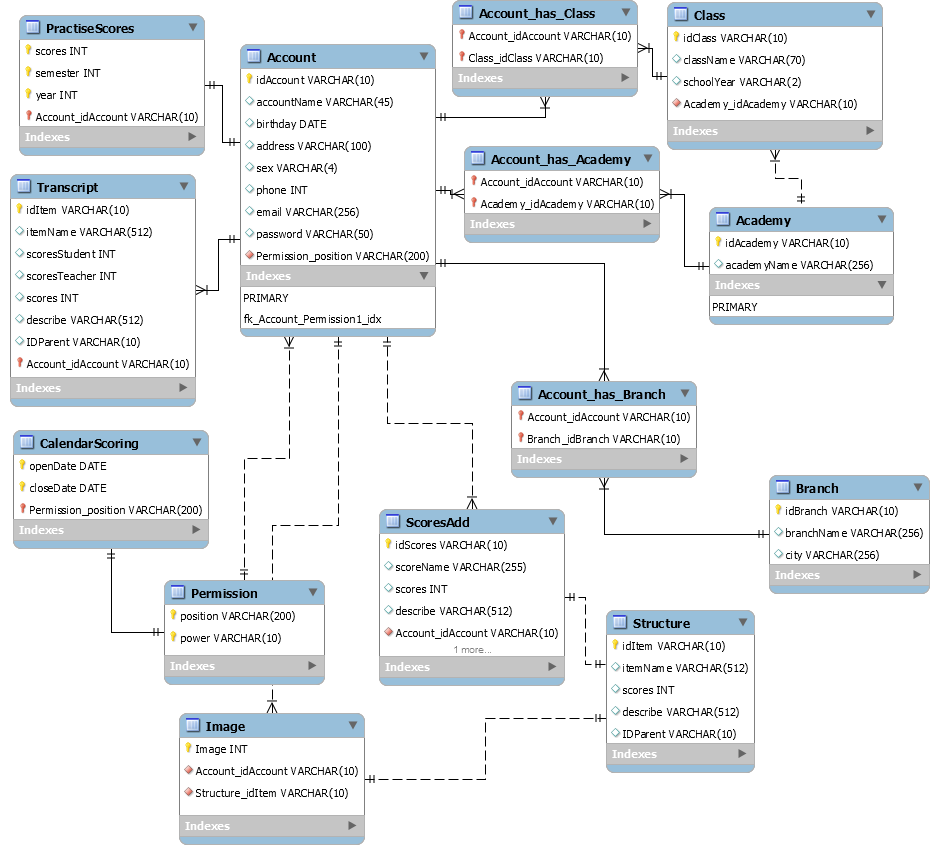 PractiseScores
scores INT
semester INT
year INT
Account_idAccount VARCHAR(10)
Indexes
Account
idAccount VARCHAR(10)
accountName VARCHAR(45)
birthday DATE
address VARCHAR(100)
sex VARCHAR(4)
phone INT
email VARCHAR(256)
password VARCHAR(50)
Permission_position VARCHAR(200)
Indexes
PRIMARY
fk_Account_Permission1_idx
Account_has_Class
Account_idAccount VARCHAR(10)
Class_idClass VARCHAR(10)
Indexes
Class
idClass VARCHAR(10)
className VARCHAR(70)
schoolYear VARCHAR(2)
Academy_idAcademy VARCHAR(10)
Indexes
Transcript
idItem VARCHAR(10)
itemName VARCHAR(512)
scoresStudent INT
scoresTeacher INT
scores INT
describe VARCHAR(512)
IDParent VARCHAR(10)
Account_idAccount VARCHAR(10)
Indexes
Account_has_Academy
Account_idAccount VARCHAR(10)
Academy_idAcademy VARCHAR(10)
Indexes
Academy
idAcademy VARCHAR(10)
academyName VARCHAR(256)
Indexes
PRIMARY
Account_has_Branch
Account_idAccount VARCHAR(10)
Branch_idBranch VARCHAR(10)
Indexes
CalendarScoring
openDate DATE
closeDate DATE
Permission_position VARCHAR(200)
Indexes
Branch
idBranch VARCHAR(10)
branchName VARCHAR(256)
city VARCHAR(256)
Indexes
ScoresAdd
idScores VARCHAR(10)
scoreName VARCHAR(255)
scores INT
describe VARCHAR(512)
Account_idAccount VARCHAR(10)
1 more...
Indexes
Permission
position VARCHAR(200)
power VARCHAR(10)
Indexes
Structure
idItem VARCHAR(10)
itemName VARCHAR(512)
scores INT
describe VARCHAR(512)
IDParent VARCHAR(10)
Indexes
Image
Image INT
Account_idAccount VARCHAR(10)
Structure_idItem VARCHAR(10)
Indexes